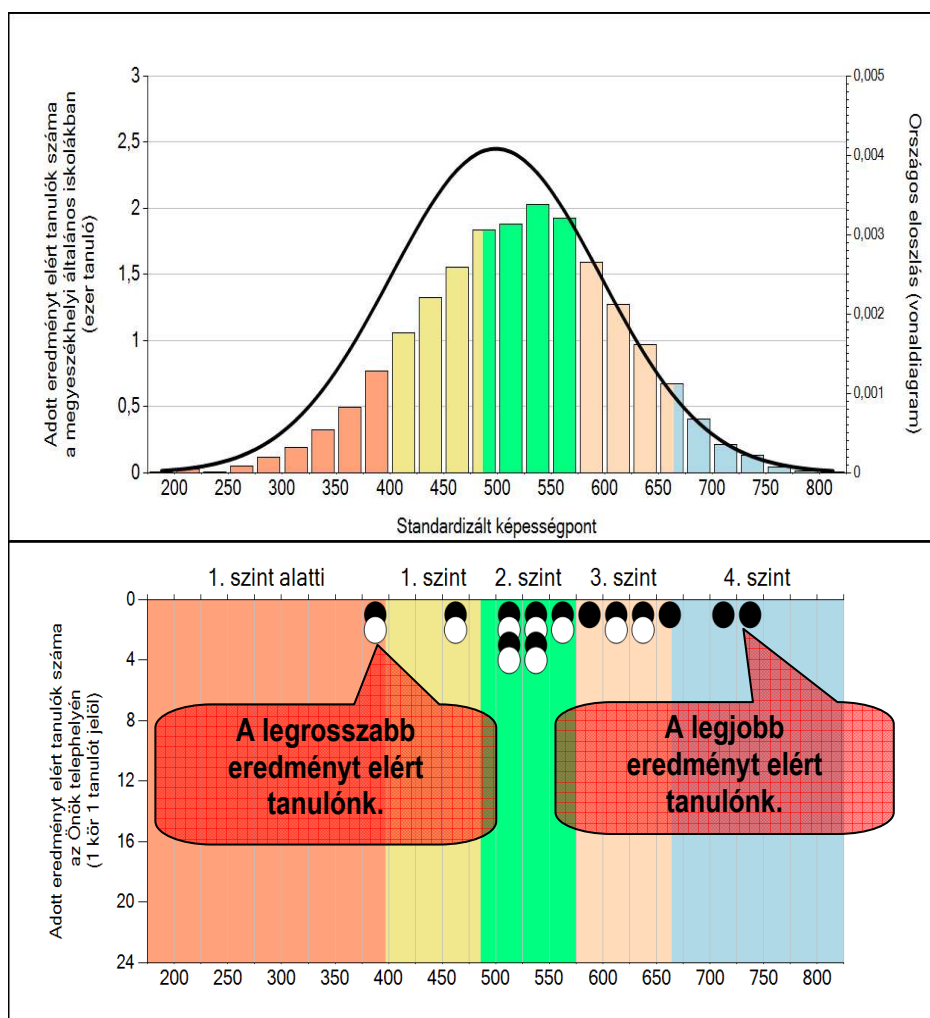 Adott eredményt elért tanulók száma
a megyeszékhelyi általános iskolákban
(ezer tanuló)
3
2,5
2
1,5
1
0,5
0
0,005
0,004
0,003
0,002
0,001
0
Országos eloszlás (vonaldiagram)
200 250 300 350 400 450 500 550 600 650 700 750 800
Standardizált képességpont
1. szint alatti 1. szint 2. szint 3. szint 4. szint
Adott eredményt elért tanulók száma
az Önök telephelyén
(1 kör 1 tanulót jelöl)
0
4
8
12
16
20
24
A legrosszabb
eredményt elért
tanulónk.
A legjobb
eredményt elért
tanulónk.
200 250 300 350 400 450 500 550 600 650 700 750 800